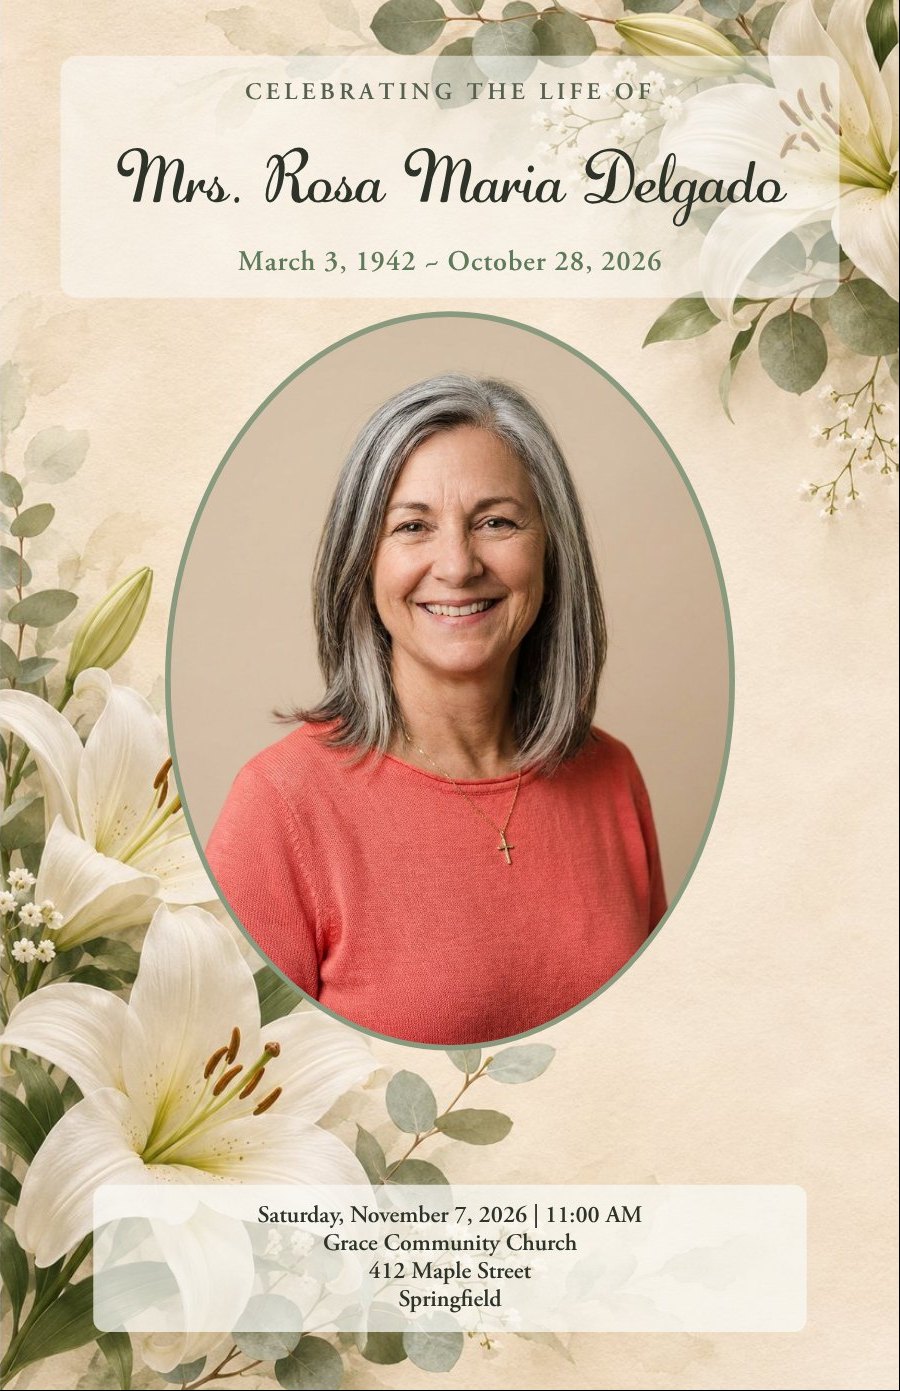 CELEBRATING THE LIFE OF
Mrs. Rosa Maria Delgado
March 3, 1942 ~ October 28, 2026
Saturday, November 7, 2026 | 11:00 AM
Grace Community Church
412 Maple Street
Springfield